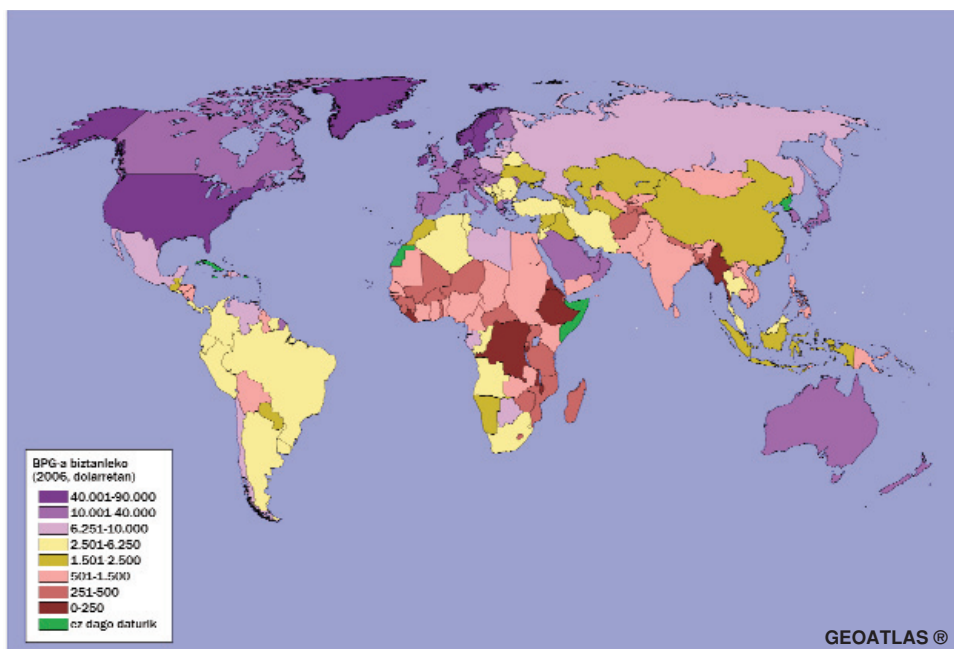 BPG-a biztanleko
(2006, dolarretan)
40.001-90.000
10.001-40.000
6.251-10.000
2.501-6.250
1.501-2.500
501-1.500
251-500
0-250
ez dago daturik
GEOATLAS ®